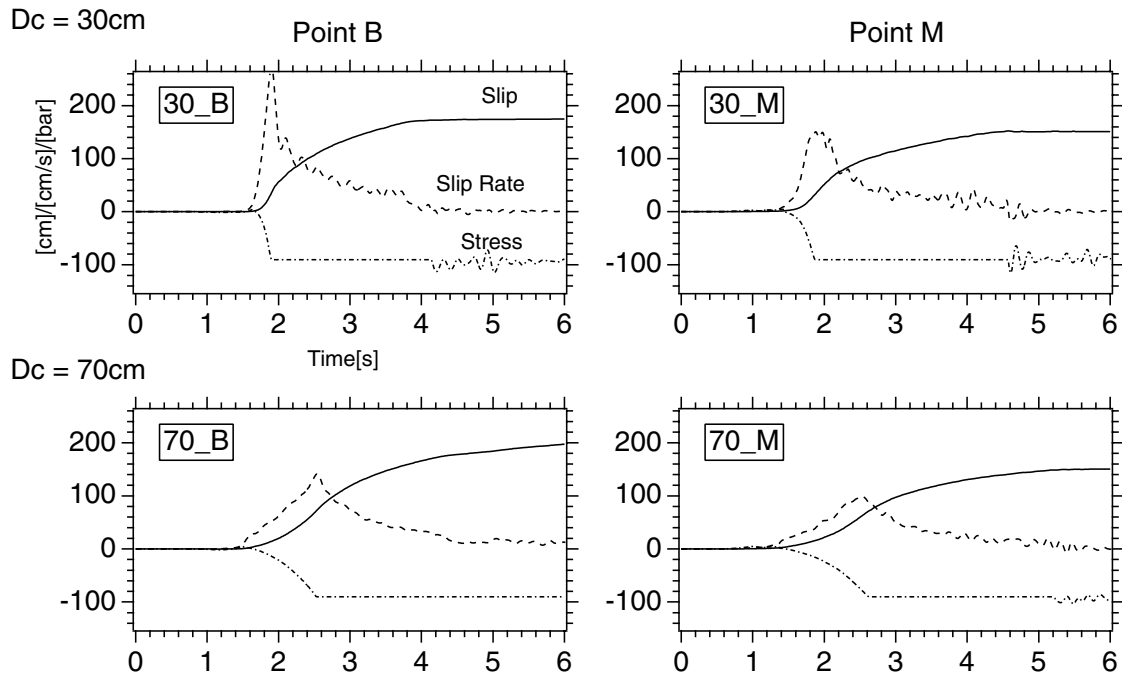 Dc = 30cm
Point B
Point M
[cm]/[cm/s]/[bar]
200
100
0
-100
30_B
Slip
Slip Rate
Stress
0 1 2 3 4 5 6
Time[s]
200
100
0
-100
30_M
0 1 2 3 4 5 6
Dc = 70cm
200
100
0
-100
70_B
0 1 2 3 4 5 6
200
100
0
-100
70_M
0 1 2 3 4 5 6